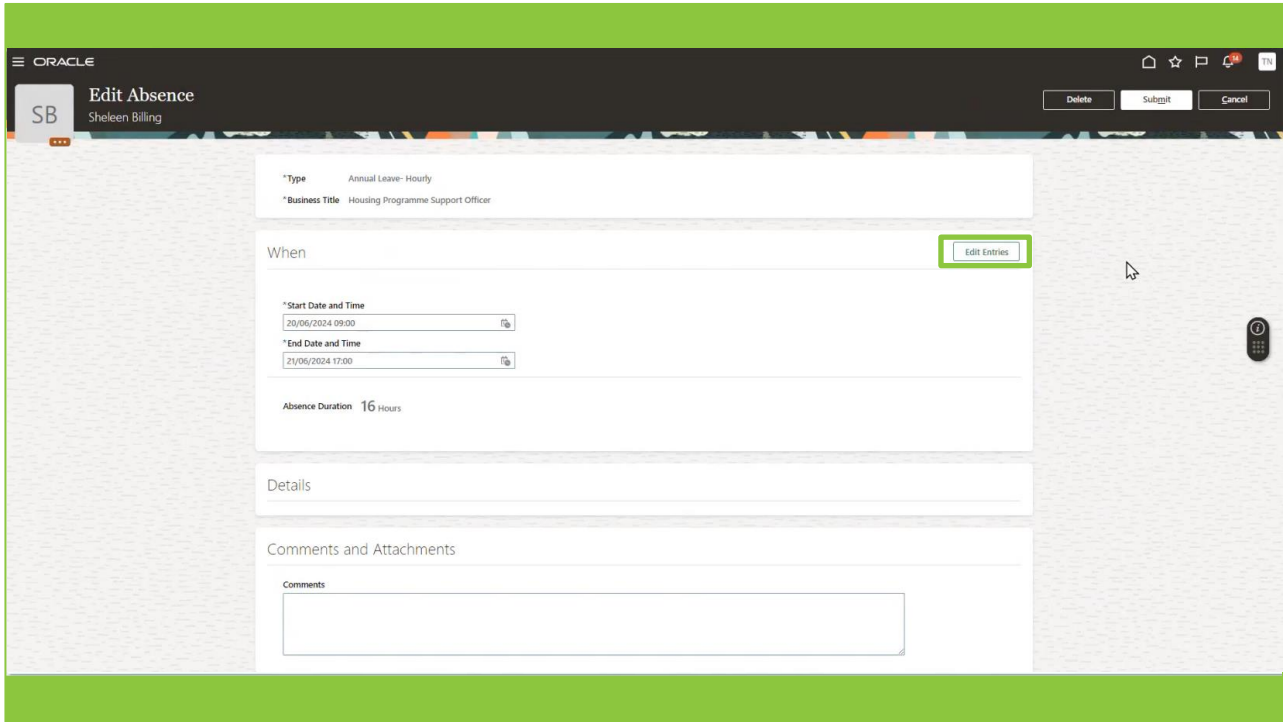 ORACLE
14
TN
SB
Edit Absence
Sheleen Billing
Delete
Submit
Cancel
*Type Annual Leave- Hourly
*Business Title Housing Programme Support Officer
When
Edit Entries
*Start Date and Time
20/06/2024 09:00
*End Date and Time
21/06/2024 17:00
Absence Duration 16 Hours
Details
Comments and Attachments
Comments